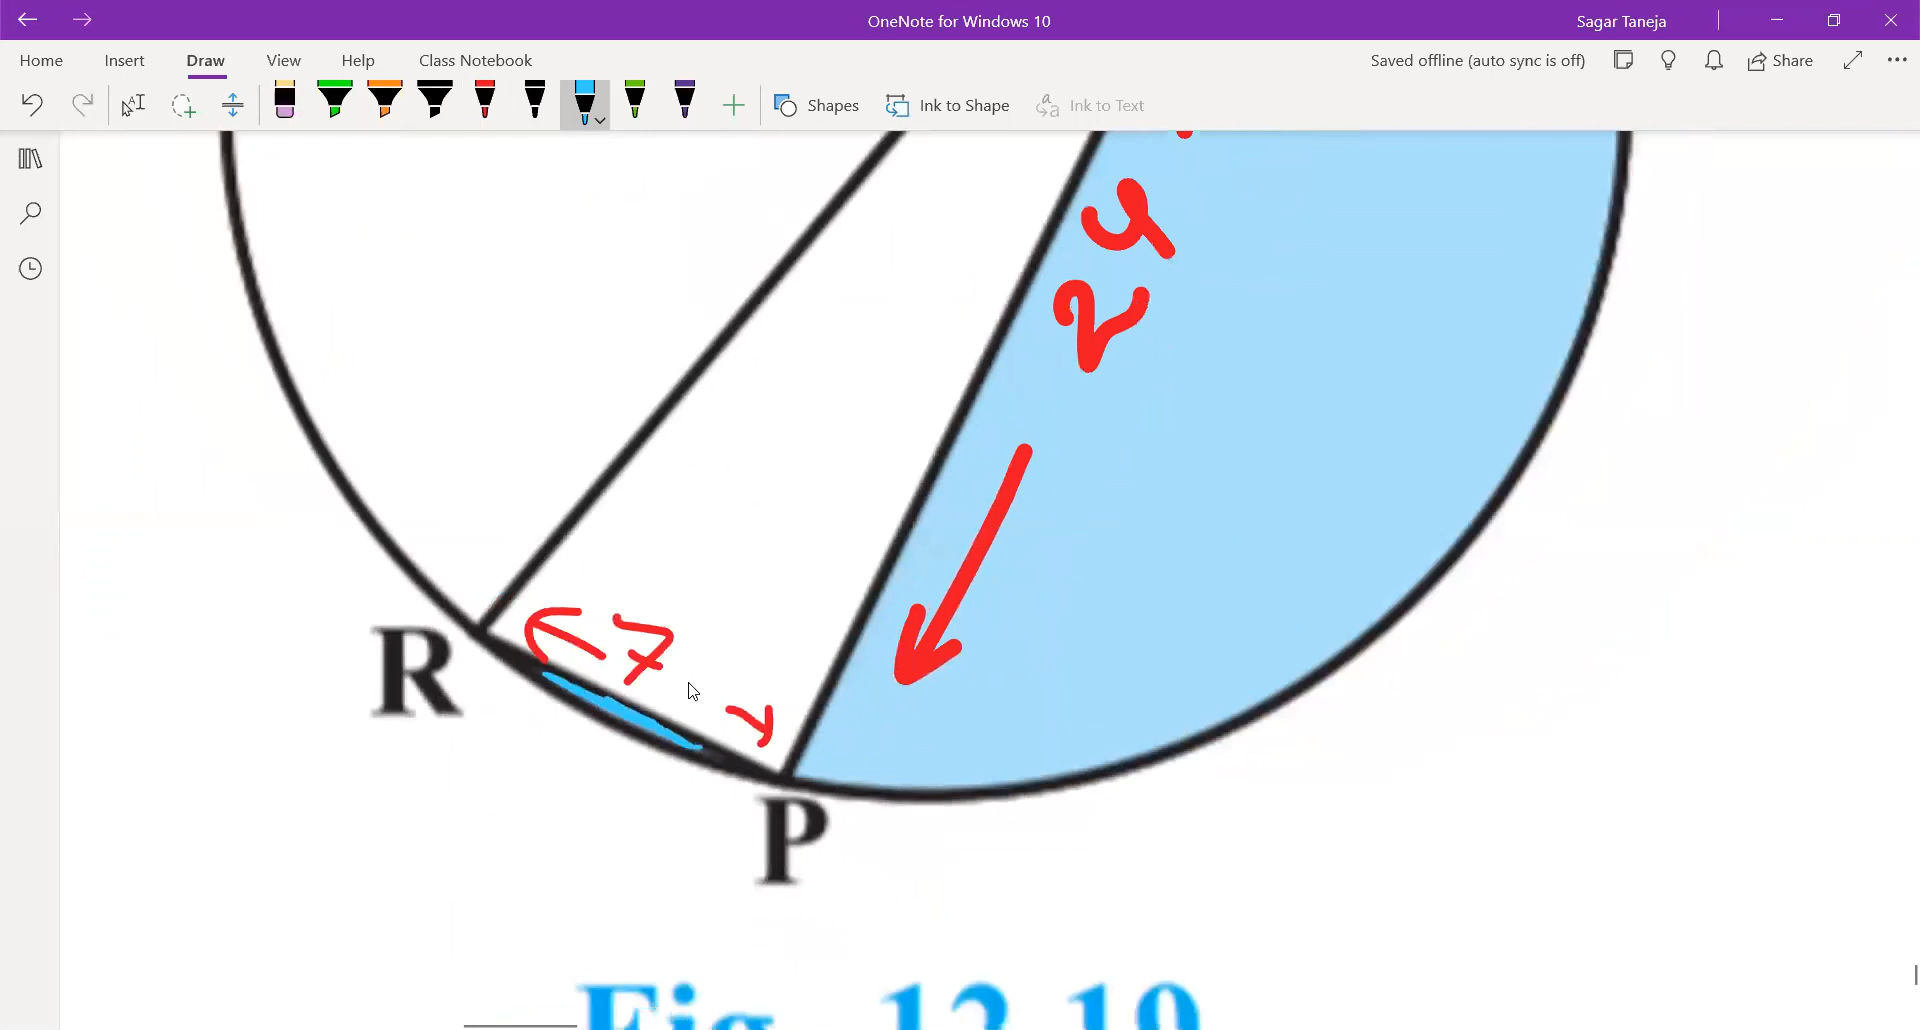 OneNote for Windows 10
Sagar Taneja
Home Insert Draw View Help Class Notebook
Saved offline (auto sync is off)
Share
Shapes
Ink to Shape
Ink to Text
24
7
R
P
Fig. 12.19